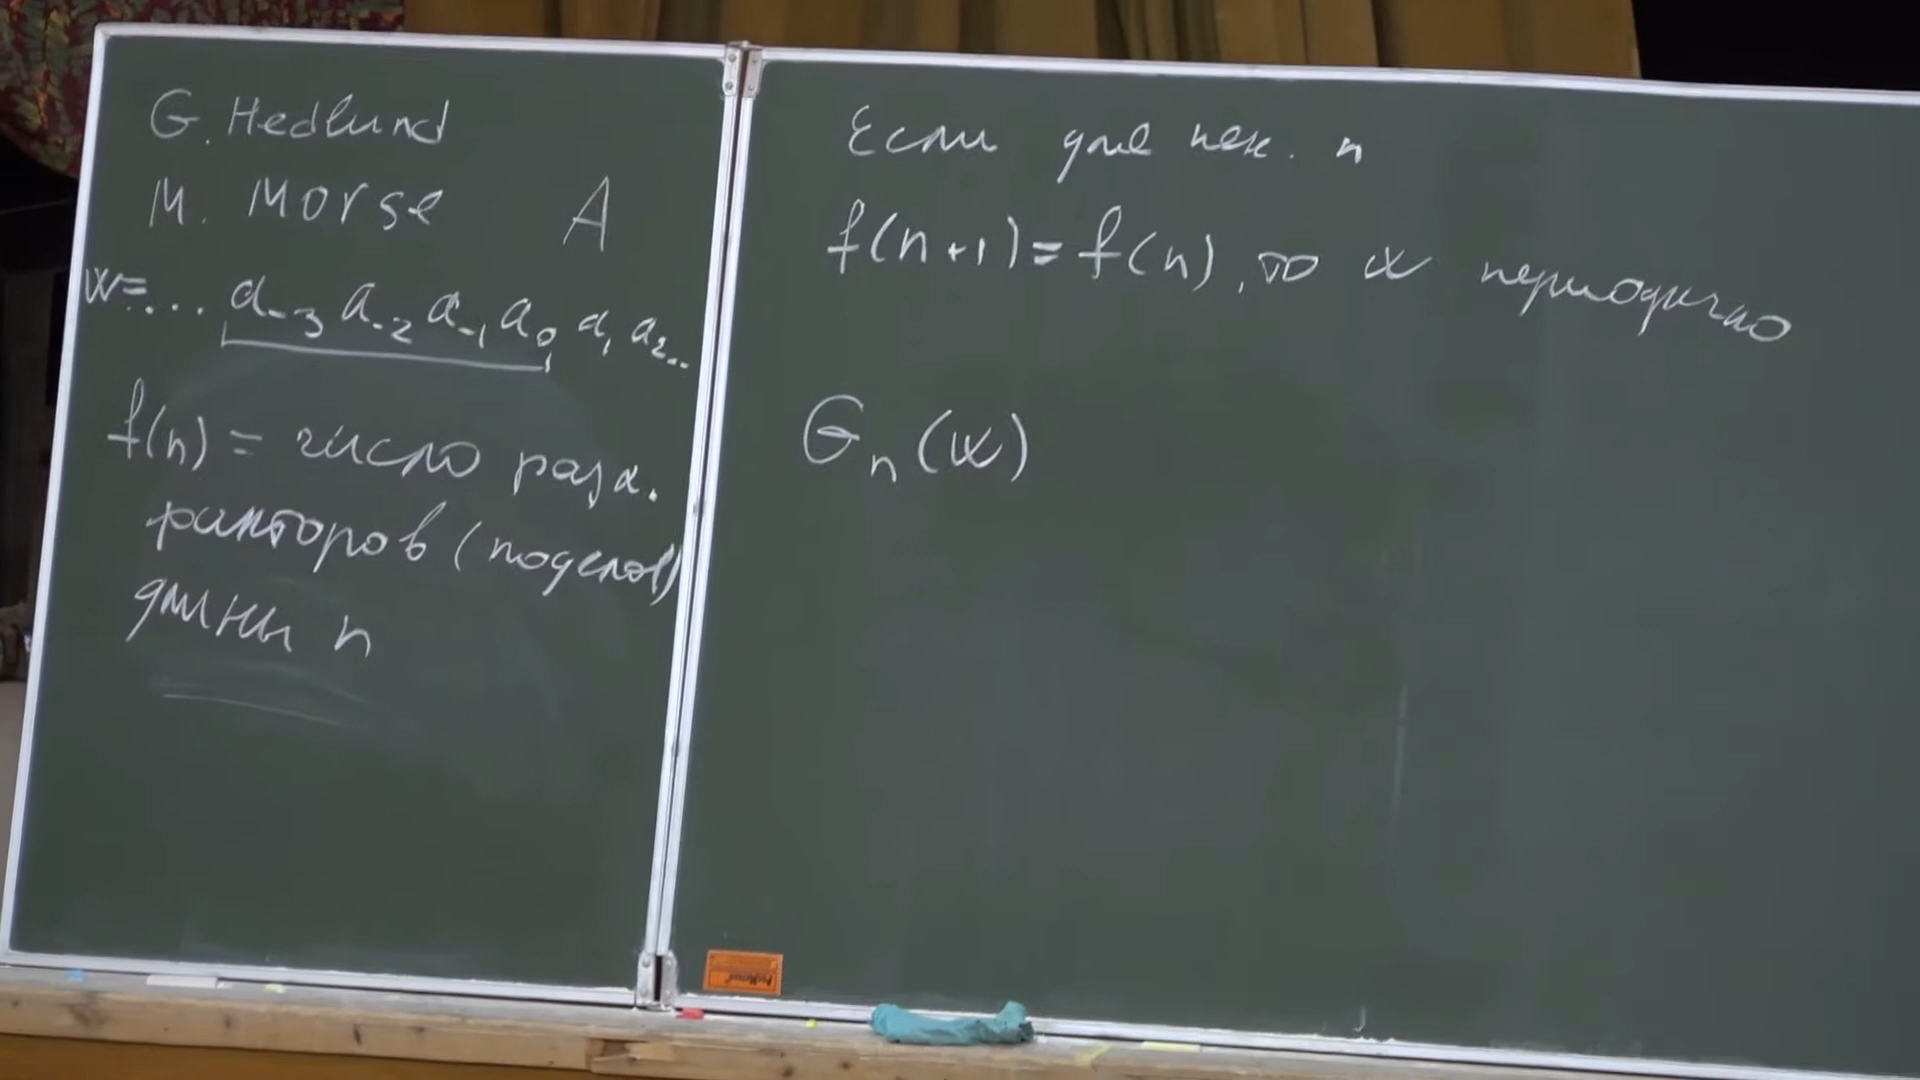 G. Hedlund
M. Morse A
w=... a₋₃ a₋₂ a₋₁ a₀ a₁ a₂...
f(n) = число разл.
факторов (подслов)
длины n
Если для нек. n
f(n+1)=f(n), то w периодично
Gₙ(w)